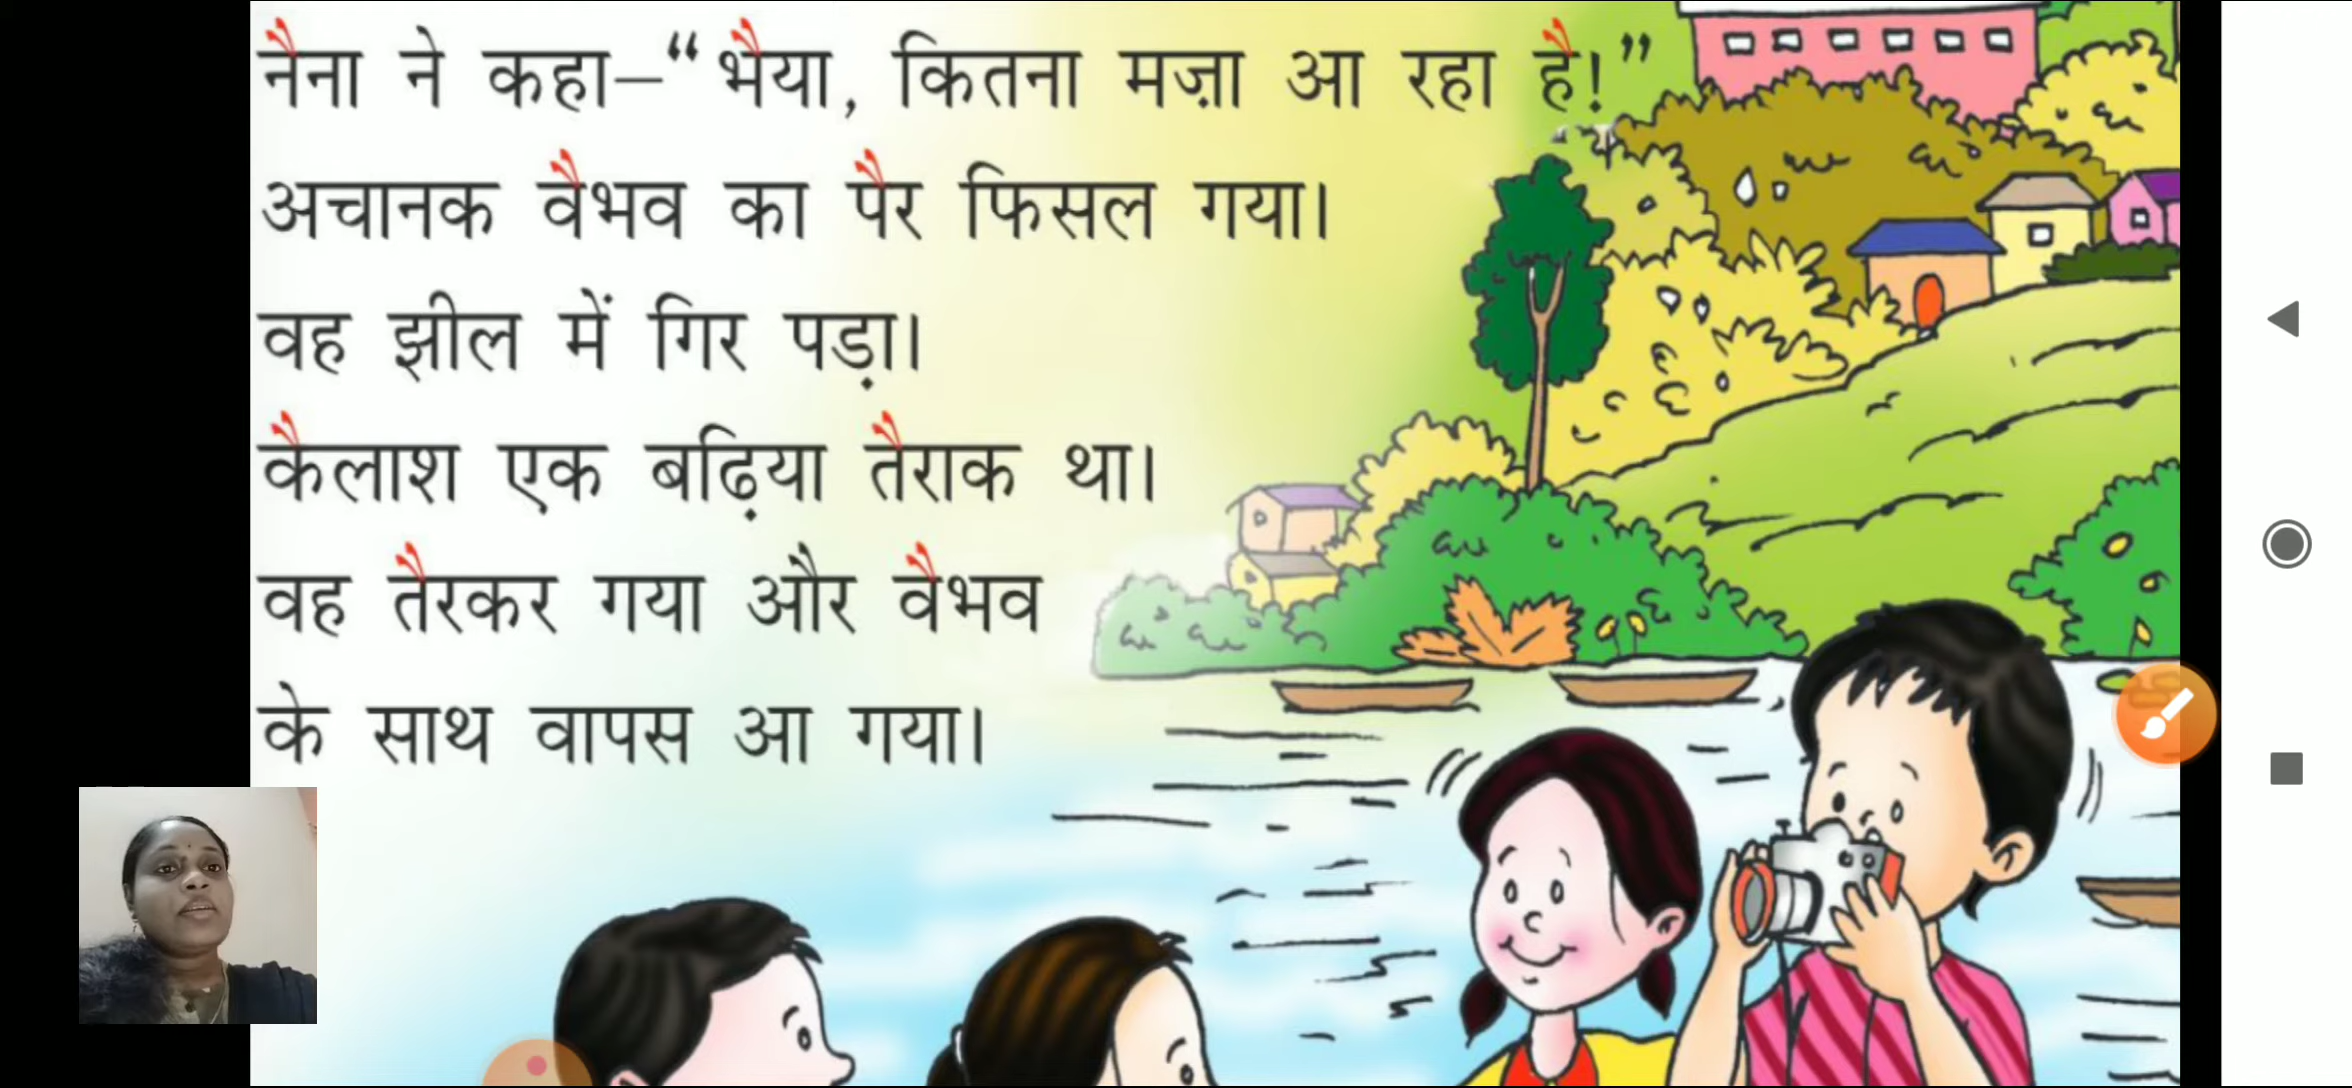 नैना ने कहा–“भैया, कितना मज़ा आ रहा है!”
अचानक वैभव का पैर फिसल गया।
वह झील में गिर पड़ा।
कैलाश एक बढ़िया तैराक था।
वह तैरकर गया और वैभव
के साथ वापस आ गया।